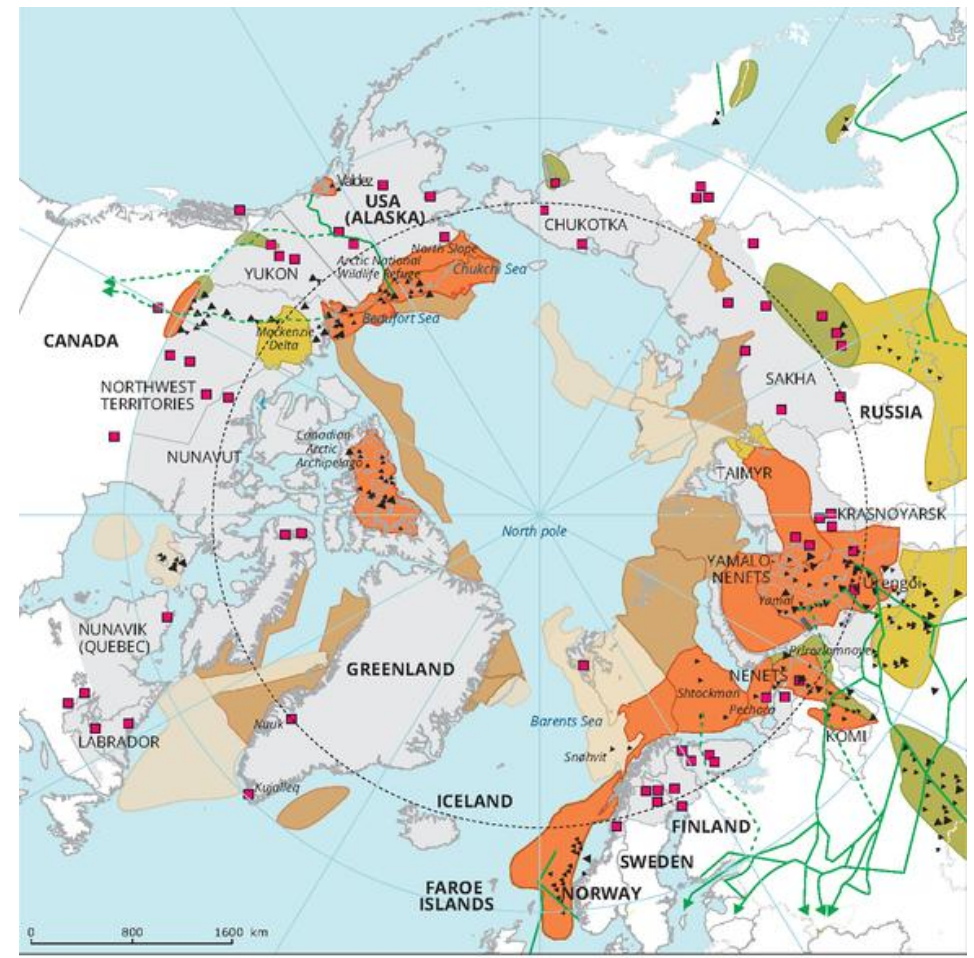 Valdez
USA
(ALASKA)
CHUKOTKA
North Slope
Arctic National
Wildlife Refuge
Chukchi Sea
YUKON
Beaufort Sea
CANADA
Mackenzie
Delta
SAKHA
NORTHWEST
TERRITORIES
RUSSIA
NUNAVUT
Canadian
Arctic
Archipelago
TAIMYR
KRASNOYARSK
North pole
YAMALO-
NENETS
Urengoi
Yamal
NUNAVIK
(QUEBEC)
Prirazlomnoye
GREENLAND
NENETS
Shtockman
Pechora
Nuuk
Barents Sea
KOMI
LABRADOR
Snøhvit
Kujalleq
ICELAND
FINLAND
SWEDEN
FAROE
ISLANDS
NORWAY
0 800 1600 km